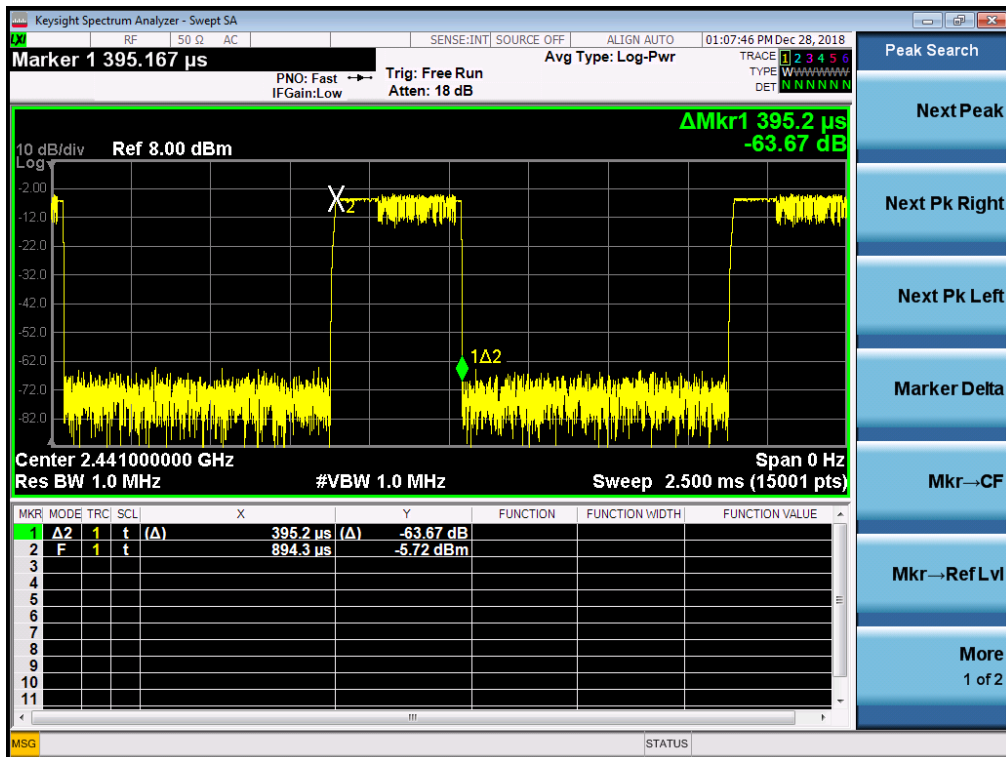 Keysight Spectrum Analyzer - Swept SA
LXI RF 50 Ω AC SENSE:INT SOURCE OFF ALIGN AUTO 01:07:46 PM Dec 28, 2018
Marker 1 395.167 µs
PNO: Fast
IFGain:Low
Trig: Free Run
Atten: 18 dB
Avg Type: Log-Pwr
TRACE 1 2 3 4 5 6
TYPE WWWWWW
DET N N N N N N
ΔMkr1 395.2 µs
-63.67 dB
10 dB/div Ref 8.00 dBm
Log
-2.00
-12.0
-22.0
-32.0
-42.0
-52.0
-62.0
-72.0
-82.0
X2
1Δ2
Center 2.441000000 GHz Span 0 Hz
Res BW 1.0 MHz #VBW 1.0 MHz Sweep 2.500 ms (15001 pts)
MKR MODE TRC SCL X Y FUNCTION FUNCTION WIDTH FUNCTION VALUE
1 Δ2 1 t (Δ) 395.2 µs (Δ) -63.67 dB
2 F 1 t 894.3 µs -5.72 dBm
3
4
5
6
7
8
9
10
11
MSG STATUS
Peak Search
Next Peak
Next Pk Right
Next Pk Left
Marker Delta
Mkr→CF
Mkr→Ref Lvl
More
1 of 2